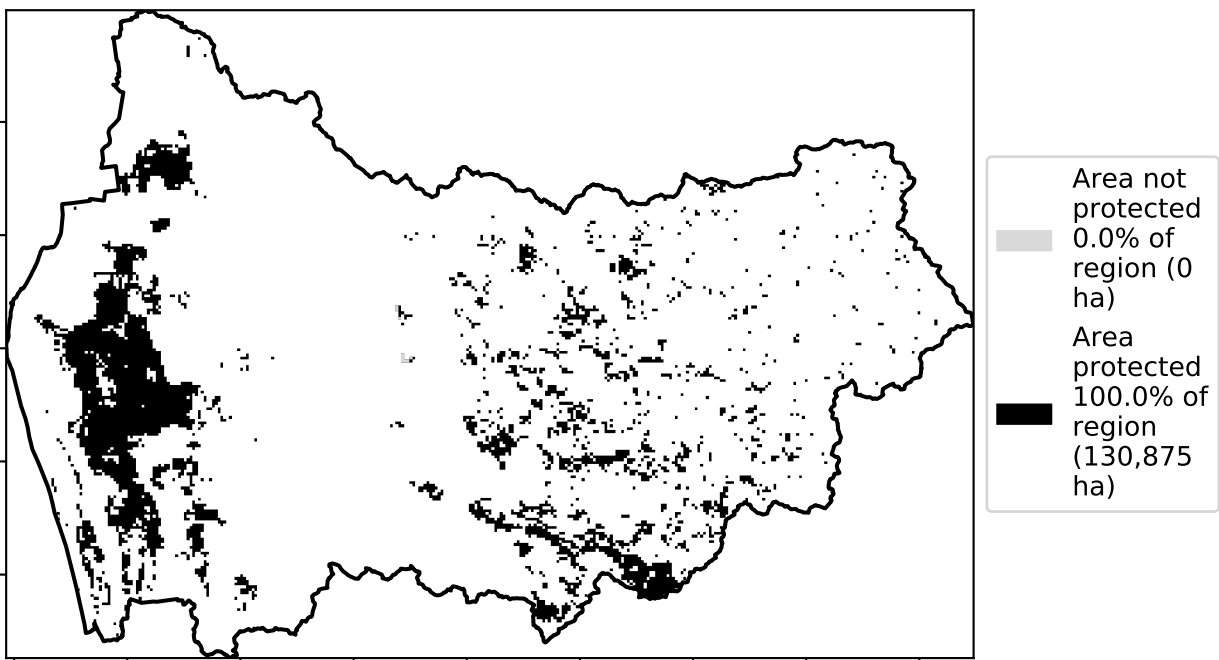 Area not
protected
0.0% of
region (0
ha)
Area
protected
100.0% of
region
(130,875
ha)